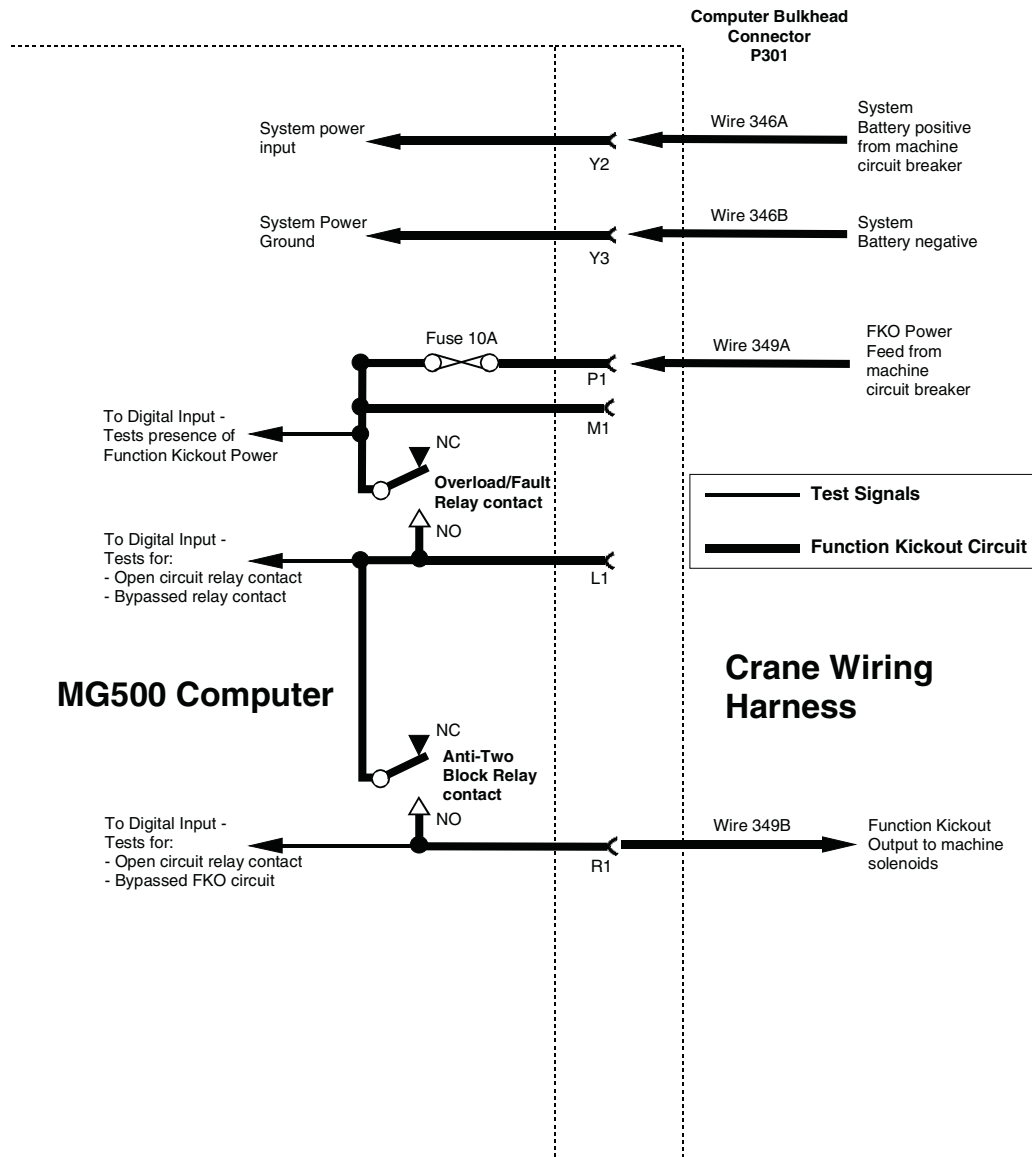 Computer Bulkhead
Connector
P301
System power
input
Y2
Wire 346A
System
Battery positive
from machine
circuit breaker
System Power
Ground
Y3
Wire 346B
System
Battery negative
Fuse 10A
P1
Wire 349A
FKO Power
Feed from
machine
circuit breaker
M1
To Digital Input -
Tests presence of
Function Kickout Power
NC
Overload/Fault
Relay contact
NO
Test Signals
Function Kickout Circuit
To Digital Input -
Tests for:
- Open circuit relay contact
- Bypassed relay contact
L1
MG500 Computer
Crane Wiring
Harness
NC
Anti-Two
Block Relay
contact
NO
To Digital Input -
Tests for:
- Open circuit relay contact
- Bypassed FKO circuit
R1
Wire 349B
Function Kickout
Output to machine
solenoids